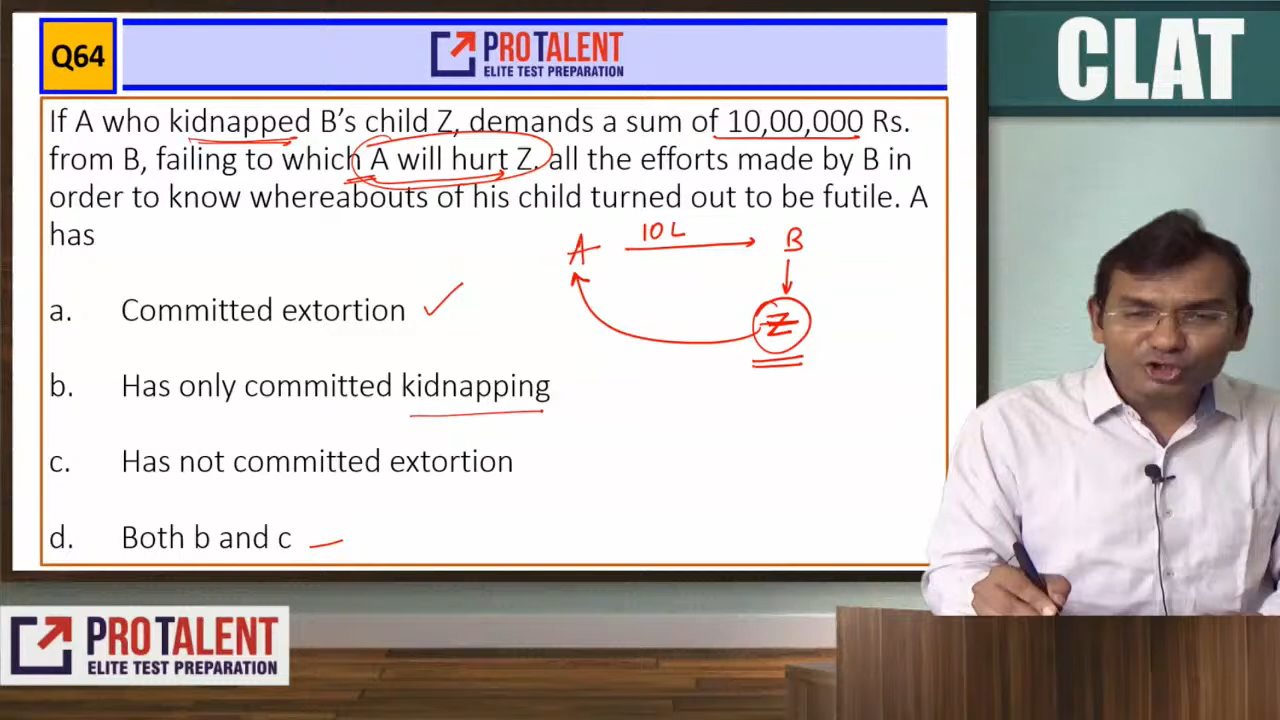 Q64
PROTALENT
ELITE TEST PREPARATION
CLAT
If A who kidnapped B's child Z, demands a sum of 10,00,000 Rs.
from B, failing to which A will hurt Z. all the efforts made by B in
order to know whereabouts of his child turned out to be futile. A
has
A 10 L B
Z
a. Committed extortion
b. Has only committed kidnapping
c. Has not committed extortion
d. Both b and c
PROTALENT
ELITE TEST PREPARATION